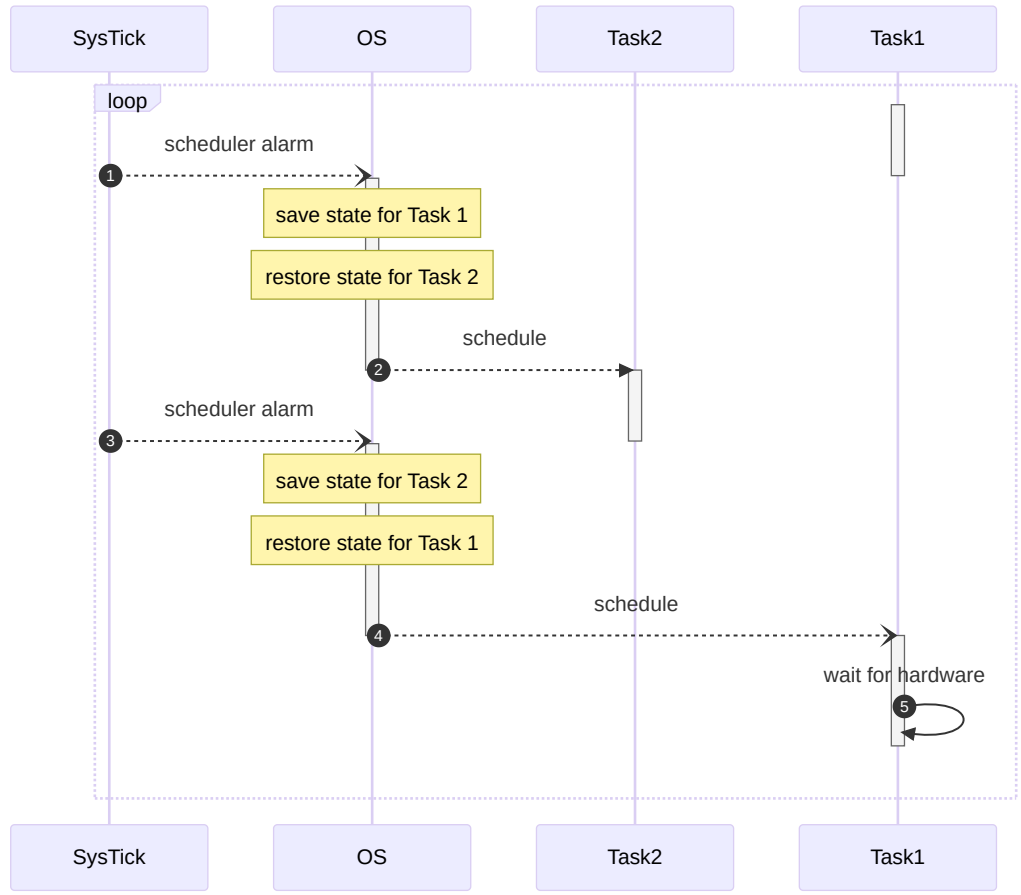 SysTick
OS
Task2
Task1
loop
scheduler alarm
1
save state for Task 1
restore state for Task 2
schedule
2
scheduler alarm
3
save state for Task 2
restore state for Task 1
schedule
4
wait for hardware
5
SysTick
OS
Task2
Task1